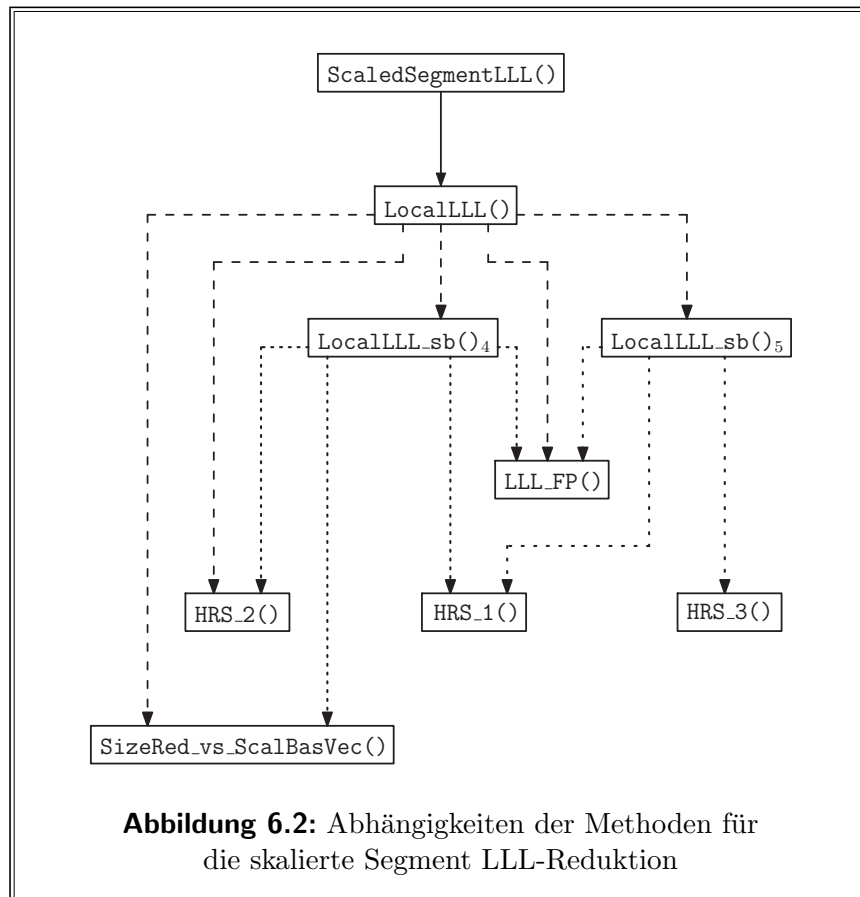 ScaledSegmentLLL()
LocalLLL()
LocalLLL_sb()₄
LocalLLL_sb()₅
LLL_FP()
HRS_2()
HRS_1()
HRS_3()
SizeRed_vs_ScalBasVec()
Abbildung 6.2: Abhängigkeiten der Methoden für
die skalierte Segment LLL-Reduktion